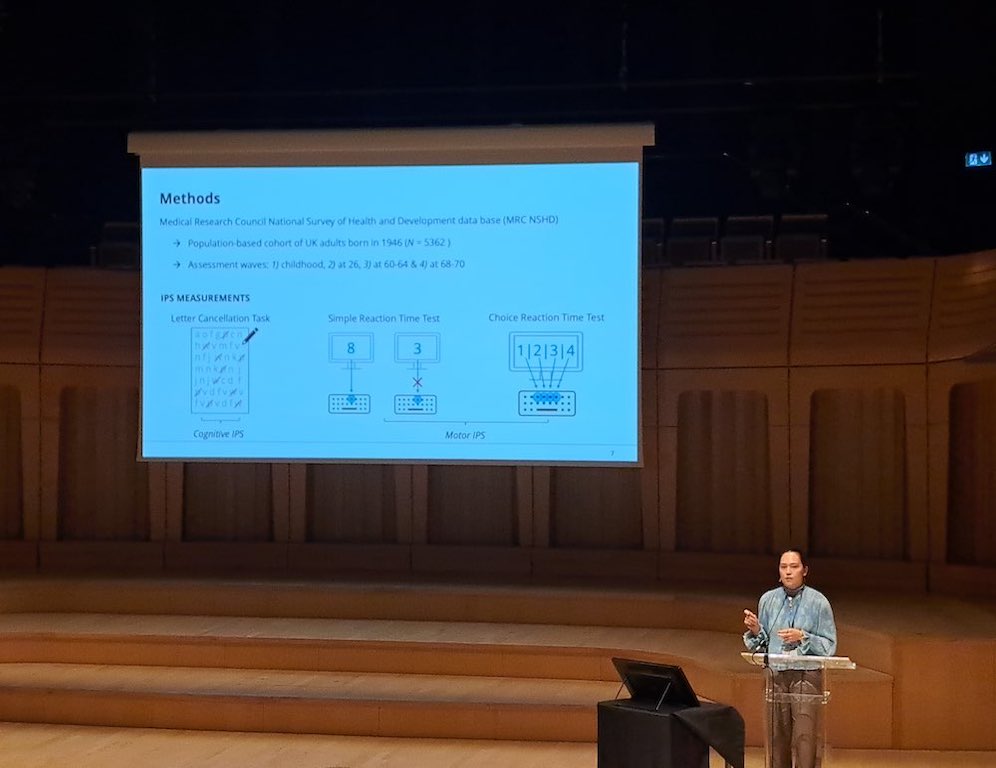 Methods
Medical Research Council National Survey of Health and Development data base (MRC NSHD)
→ Population-based cohort of UK adults born in 1946 (N = 5362 )
→ Assessment waves: 1) childhood, 2) at 26, 3) at 60-64 & 4) at 68-70
IPS MEASUREMENTS
Letter Cancellation Task
Simple Reaction Time Test
Choice Reaction Time Test
8
3
1|2|3|4
Cognitive IPS
Motor IPS
7